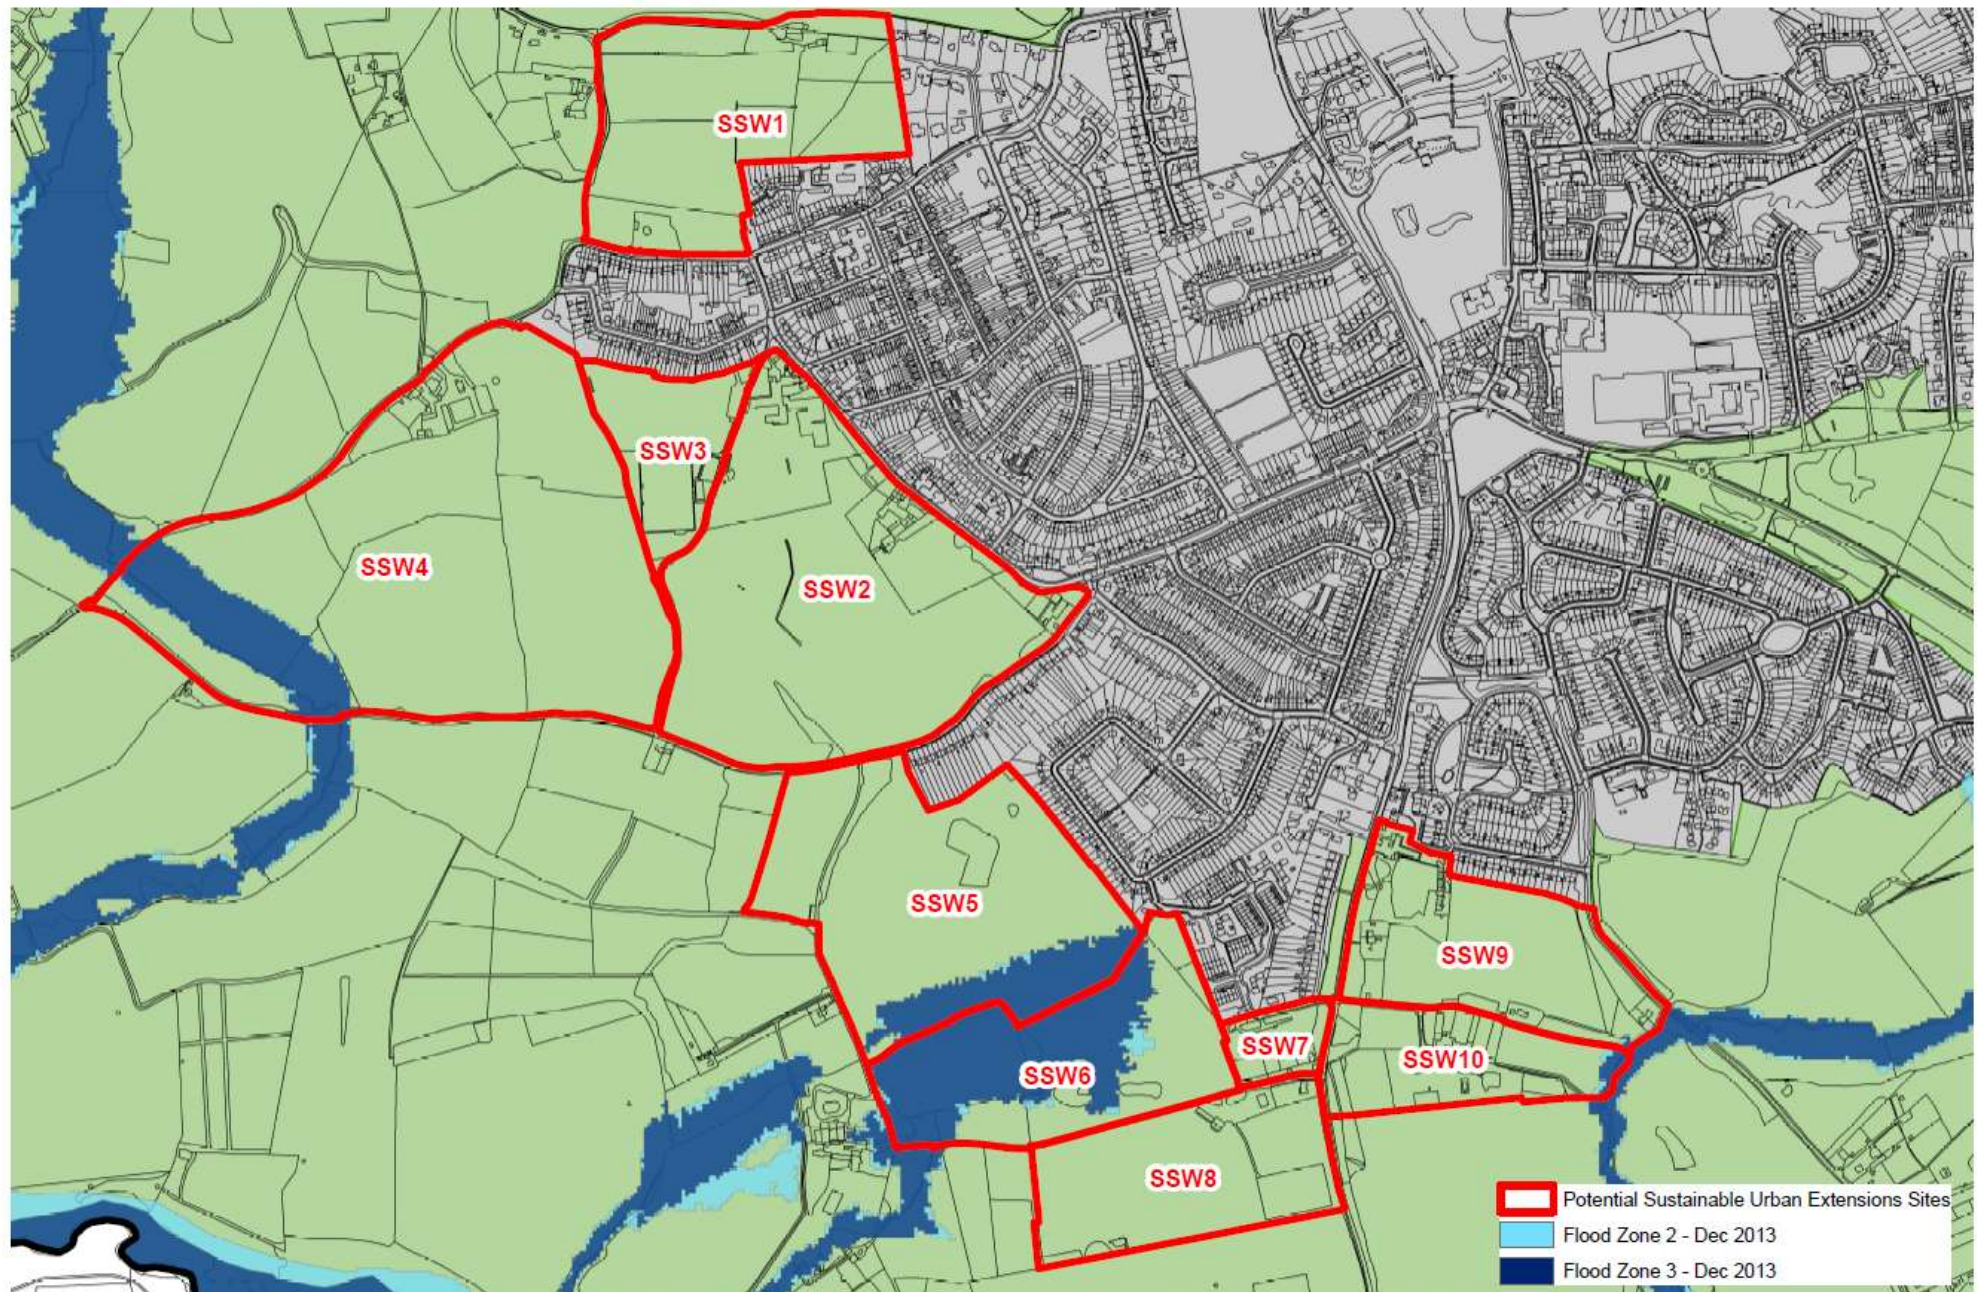 SSW1
SSW3
SSW4
SSW2
SSW5
SSW9
SSW7
SSW10
SSW6
SSW8
Potential Sustainable Urban Extensions Sites
Flood Zone 2 - Dec 2013
Flood Zone 3 - Dec 2013